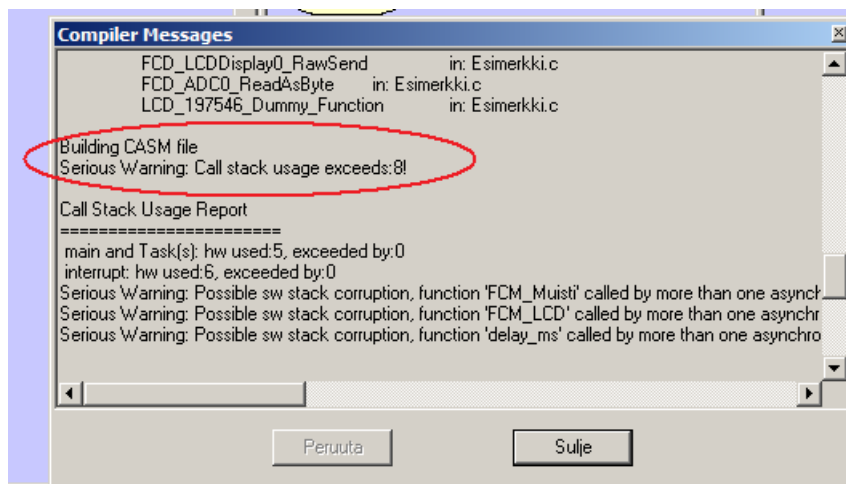 Compiler Messages
FCD_LCDDisplay0_RawSend in: Esimerkki.c
FCD_ADC0_ReadAsByte in: Esimerkki.c
LCD_197546_Dummy_Function in: Esimerkki.c
Building CASM file
Serious Warning: Call stack usage exceeds:8!
Call Stack Usage Report
=======================
main and Task(s): hw used:5, exceeded by:0
interrupt: hw used:6, exceeded by:0
Serious Warning: Possible sw stack corruption, function 'FCM_Muisti' called by more than one asynch
Serious Warning: Possible sw stack corruption, function 'FCM_LCD' called by more than one asynchr
Serious Warning: Possible sw stack corruption, function 'delay_ms' called by more than one asynchro
Peruuta Sulje